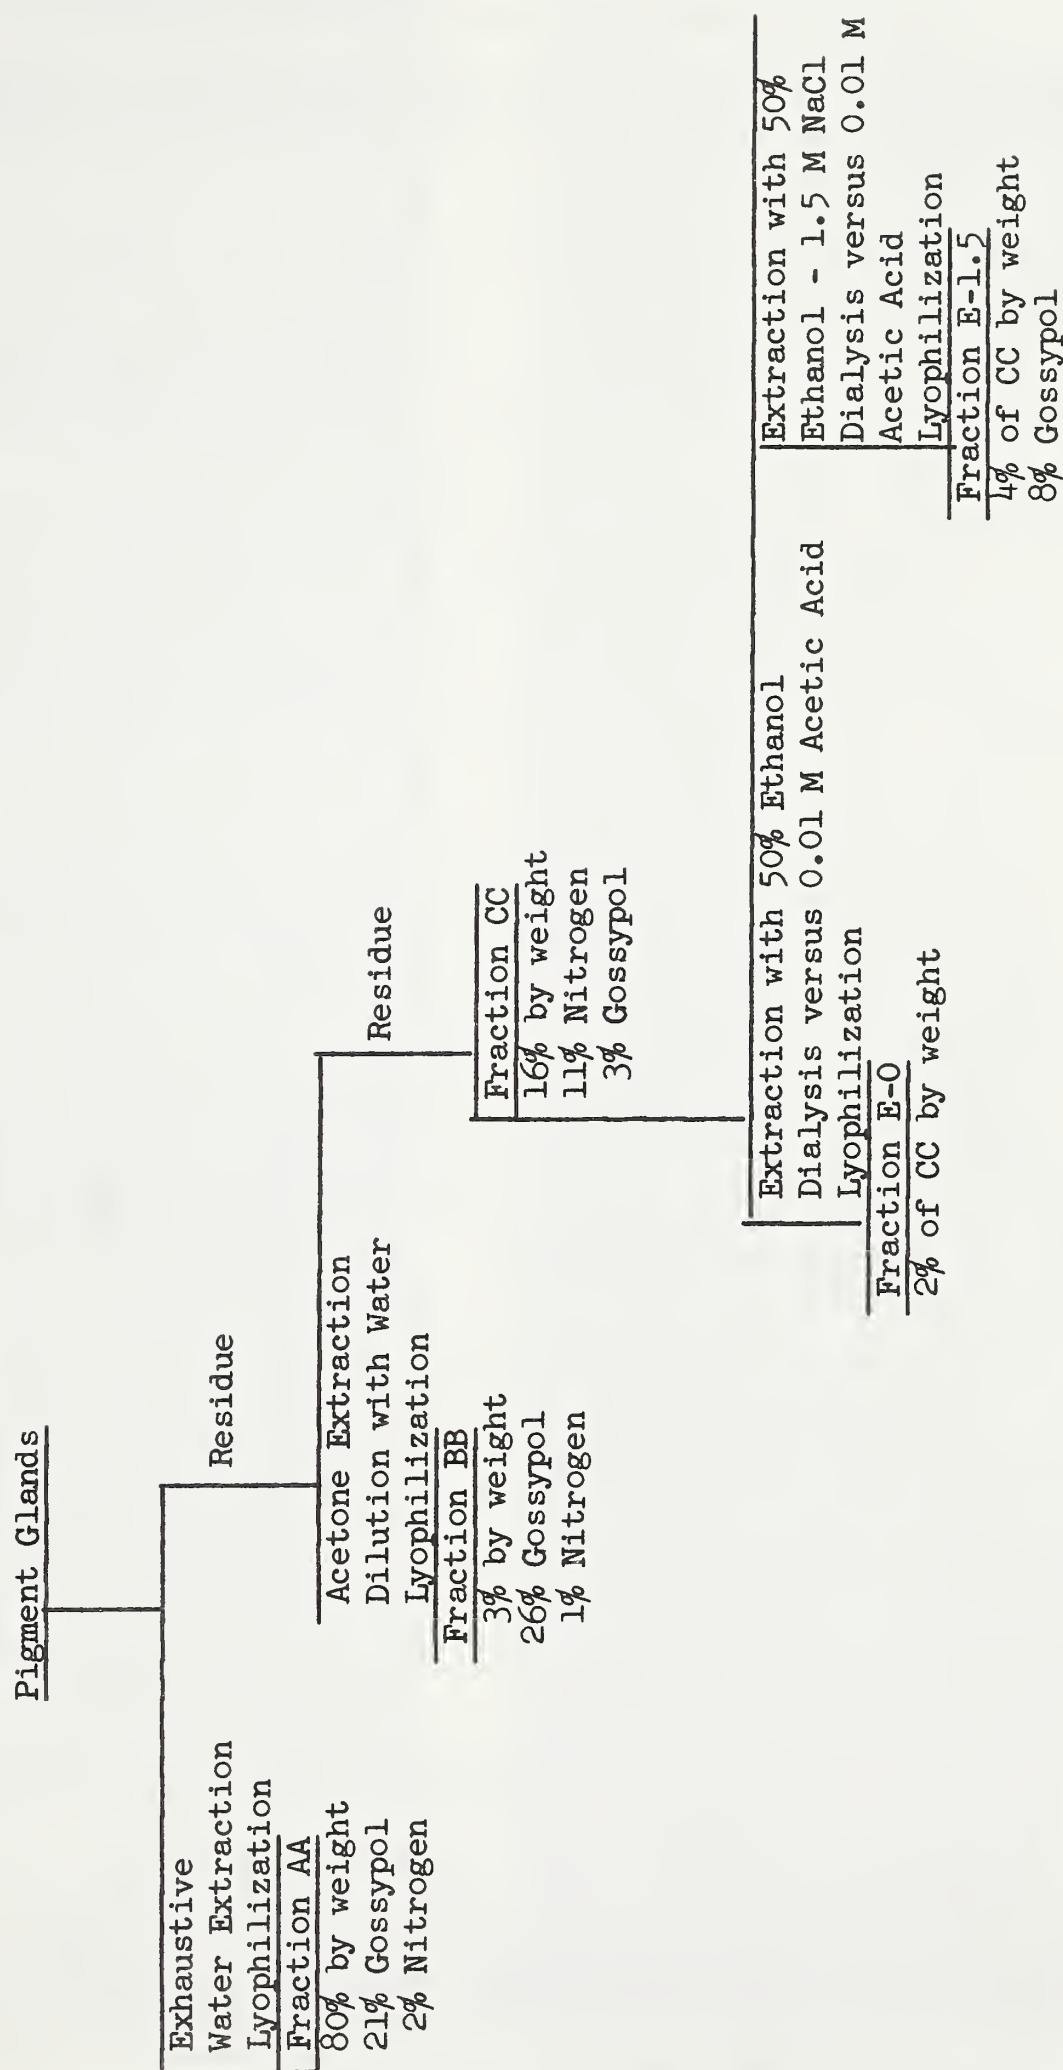 Pigment Glands
Exhaustive
Water Extraction
Lyophilization
Fraction AA
80% by weight
21% Gossypol
2% Nitrogen
Residue
Acetone Extraction
Dilution with Water
Lyophilization
Fraction BB
3% by weight
26% Gossypol
1% Nitrogen
Residue
Fraction CC
16% by weight
11% Nitrogen
3% Gossypol
Extraction with 50% Ethanol
Dialysis versus 0.01 M Acetic Acid
Lyophilization
Fraction E-0
2% of CC by weight
Extraction with 50%
Ethanol - 1.5 M NaCl
Dialysis versus 0.01 M
Acetic Acid
Lyophilization
Fraction E-1.5
4% of CC by weight
8% Gossypol